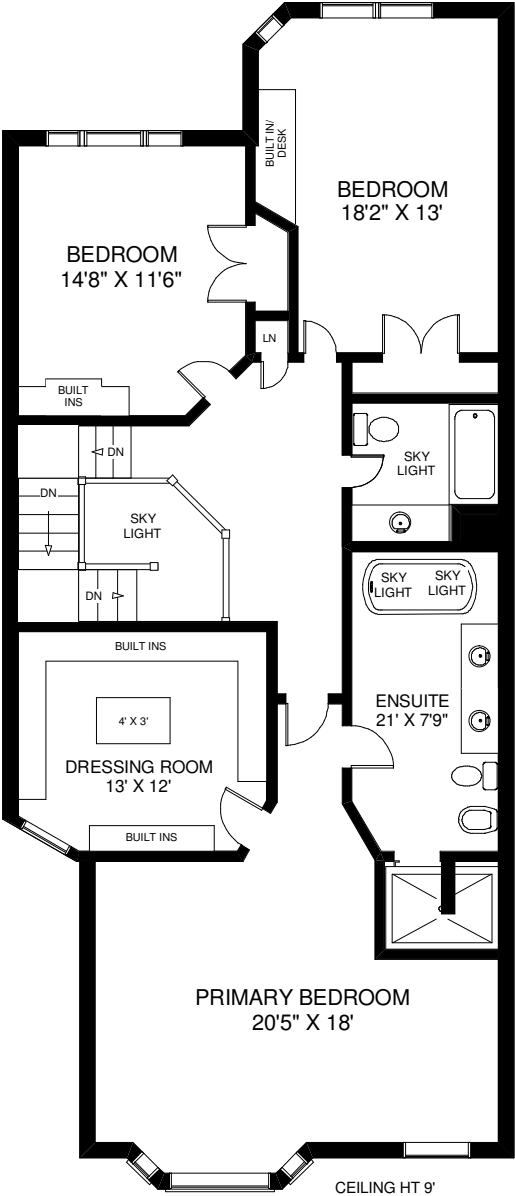 BUILT IN/
DESK
BEDROOM
18'2" X 13'
BEDROOM
14'8" X 11'6"
LN
BUILT
INS
DN
SKY
LIGHT
DN
SKY
LIGHT
DN
SKY
LIGHT
SKY
LIGHT
BUILT INS
ENSUITE
21' X 7'9"
4' X 3'
DRESSING ROOM
13' X 12'
BUILT INS
PRIMARY BEDROOM
20'5" X 18'
CEILING HT 9'